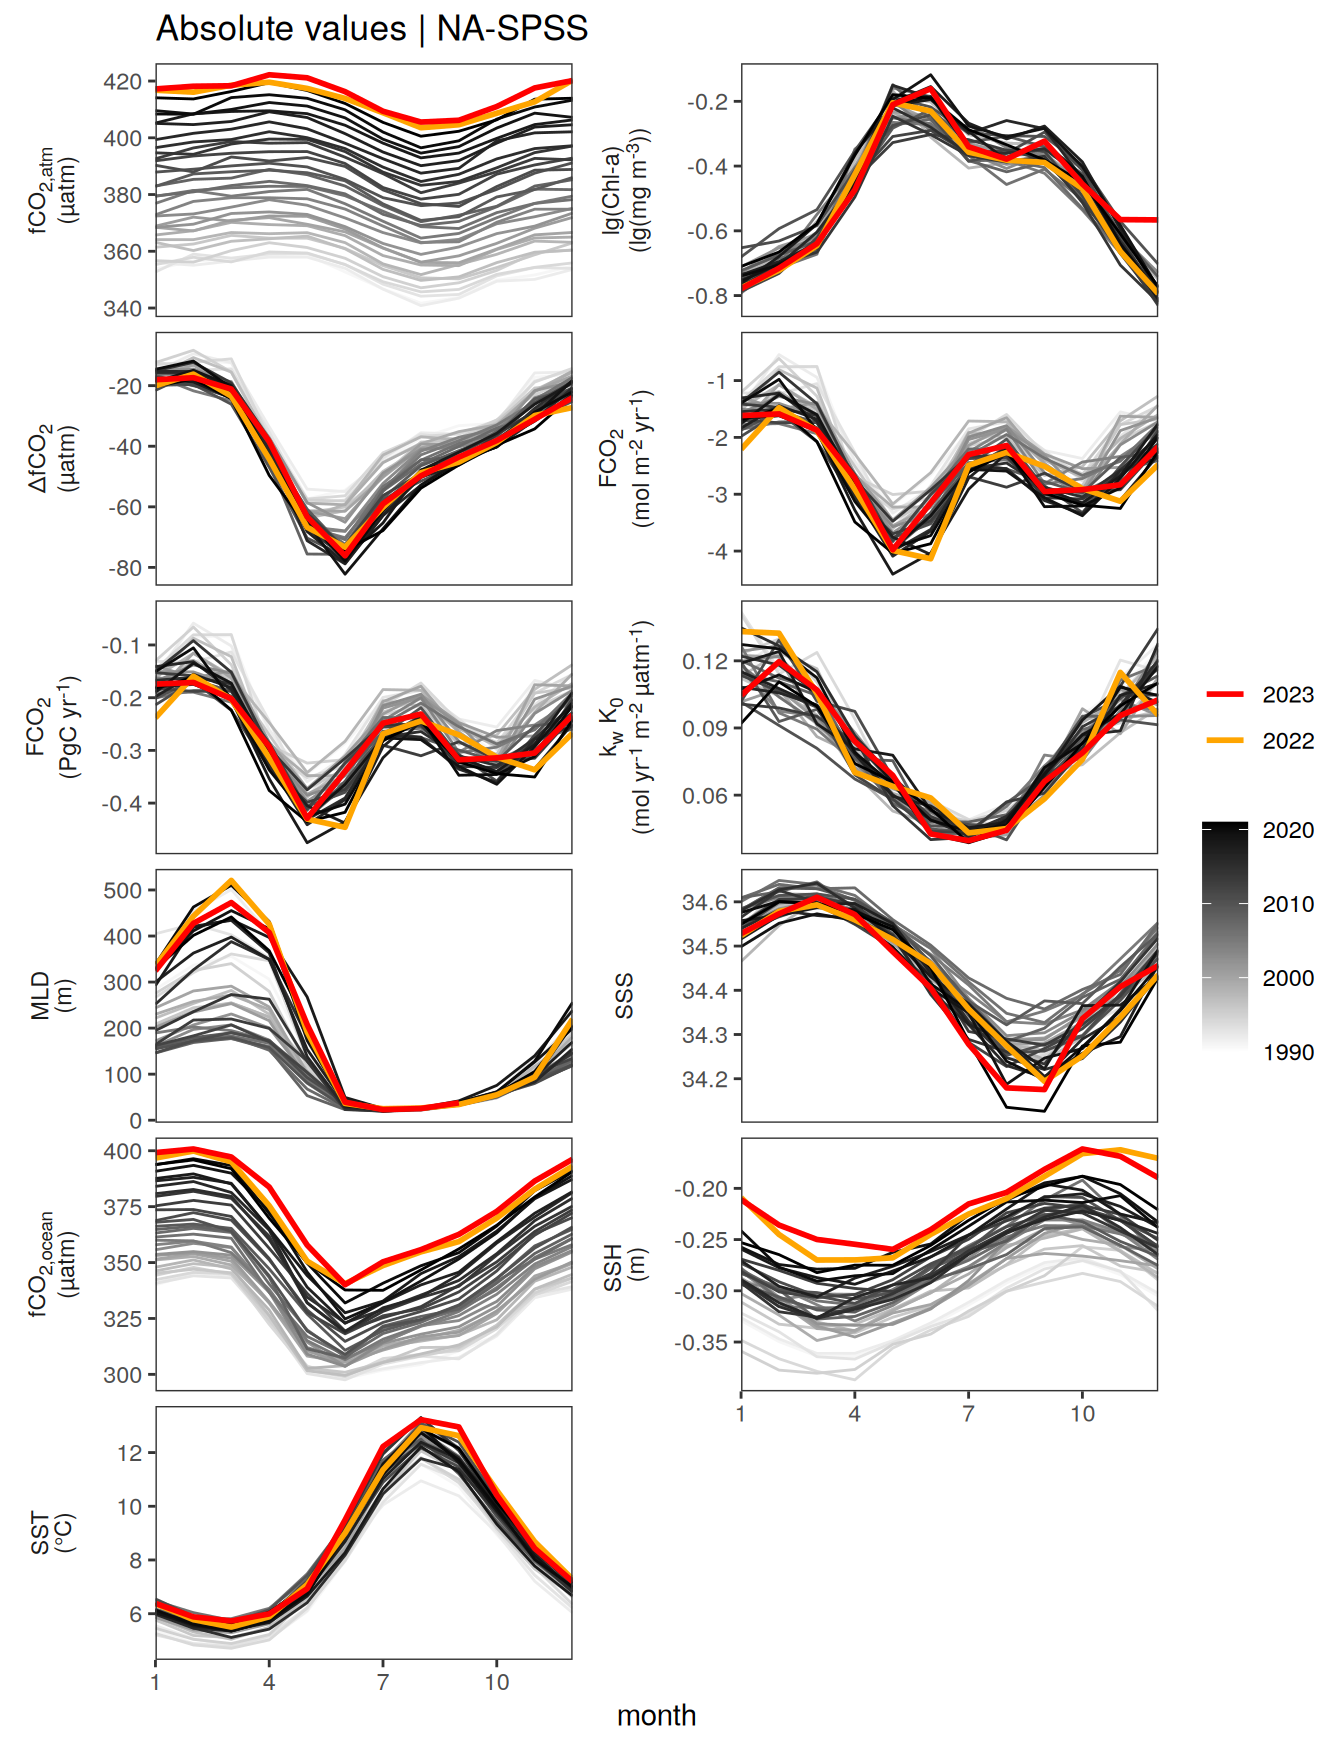 Absolute values | NA-SPSS
fCO2,atm
(µatm)
420
400
380
360
340
lg(Chl-a)
(lg(mg m-3))
-0.2
-0.4
-0.6
-0.8
ΔfCO2
(µatm)
-20
-40
-60
-80
FCO2
(mol m-2 yr-1)
-1
-2
-3
-4
FCO2
(PgC yr-1)
-0.1
-0.2
-0.3
-0.4
kw K0
(mol yr-1 m-2 µatm-1)
0.12
0.09
0.06
MLD
(m)
500
400
300
200
100
0
SSS
34.6
34.5
34.4
34.3
34.2
fCO2,ocean
(µatm)
400
375
350
325
300
SSH
(m)
-0.20
-0.25
-0.30
-0.35
1 4 7 10
SST
(°C)
12
10
8
6
1 4 7 10
month
2023
2022
2020
2010
2000
1990